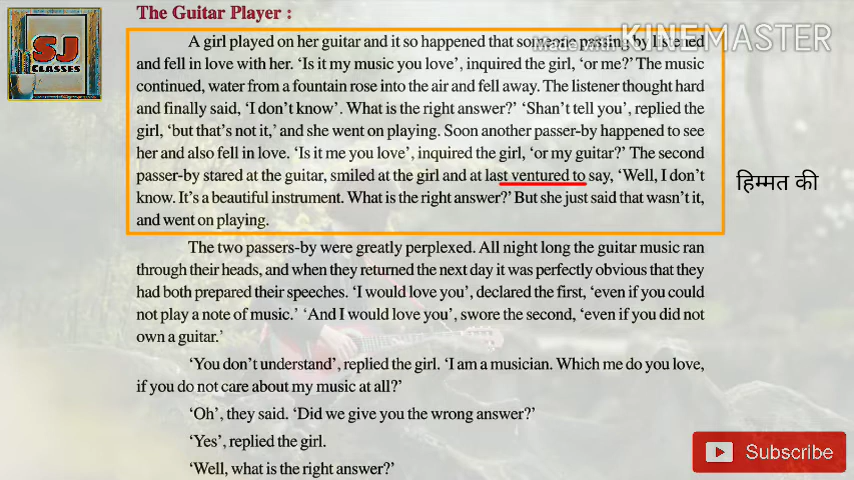 SJ
CLASSES
The Guitar Player :
Made with KINEMASTER
A girl played on her guitar and it so happened that someone passing by listened
and fell in love with her. ‘Is it my music you love’, inquired the girl, ‘or me?’ The music
continued, water from a fountain rose into the air and fell away. The listener thought hard
and finally said, ‘I don’t know’. What is the right answer?’ ‘Shan’t tell you’, replied the
girl, ‘but that’s not it,’ and she went on playing. Soon another passer-by happened to see
her and also fell in love. ‘Is it me you love’, inquired the girl, ‘or my guitar?’ The second
passer-by stared at the guitar, smiled at the girl and at last ventured to say, ‘Well, I don’t
know. It’s a beautiful instrument. What is the right answer?’ But she just said that wasn’t it,
and went on playing.
हिम्मत की
The two passers-by were greatly perplexed. All night long the guitar music ran
through their heads, and when they returned the next day it was perfectly obvious that they
had both prepared their speeches. ‘I would love you’, declared the first, ‘even if you could
not play a note of music.’ ‘And I would love you’, swore the second, ‘even if you did not
own a guitar.’
‘You don’t understand’, replied the girl. ‘I am a musician. Which me do you love,
if you do not care about my music at all?’
‘Oh’, they said. ‘Did we give you the wrong answer?’
‘Yes’, replied the girl.
‘Well, what is the right answer?’
Subscribe